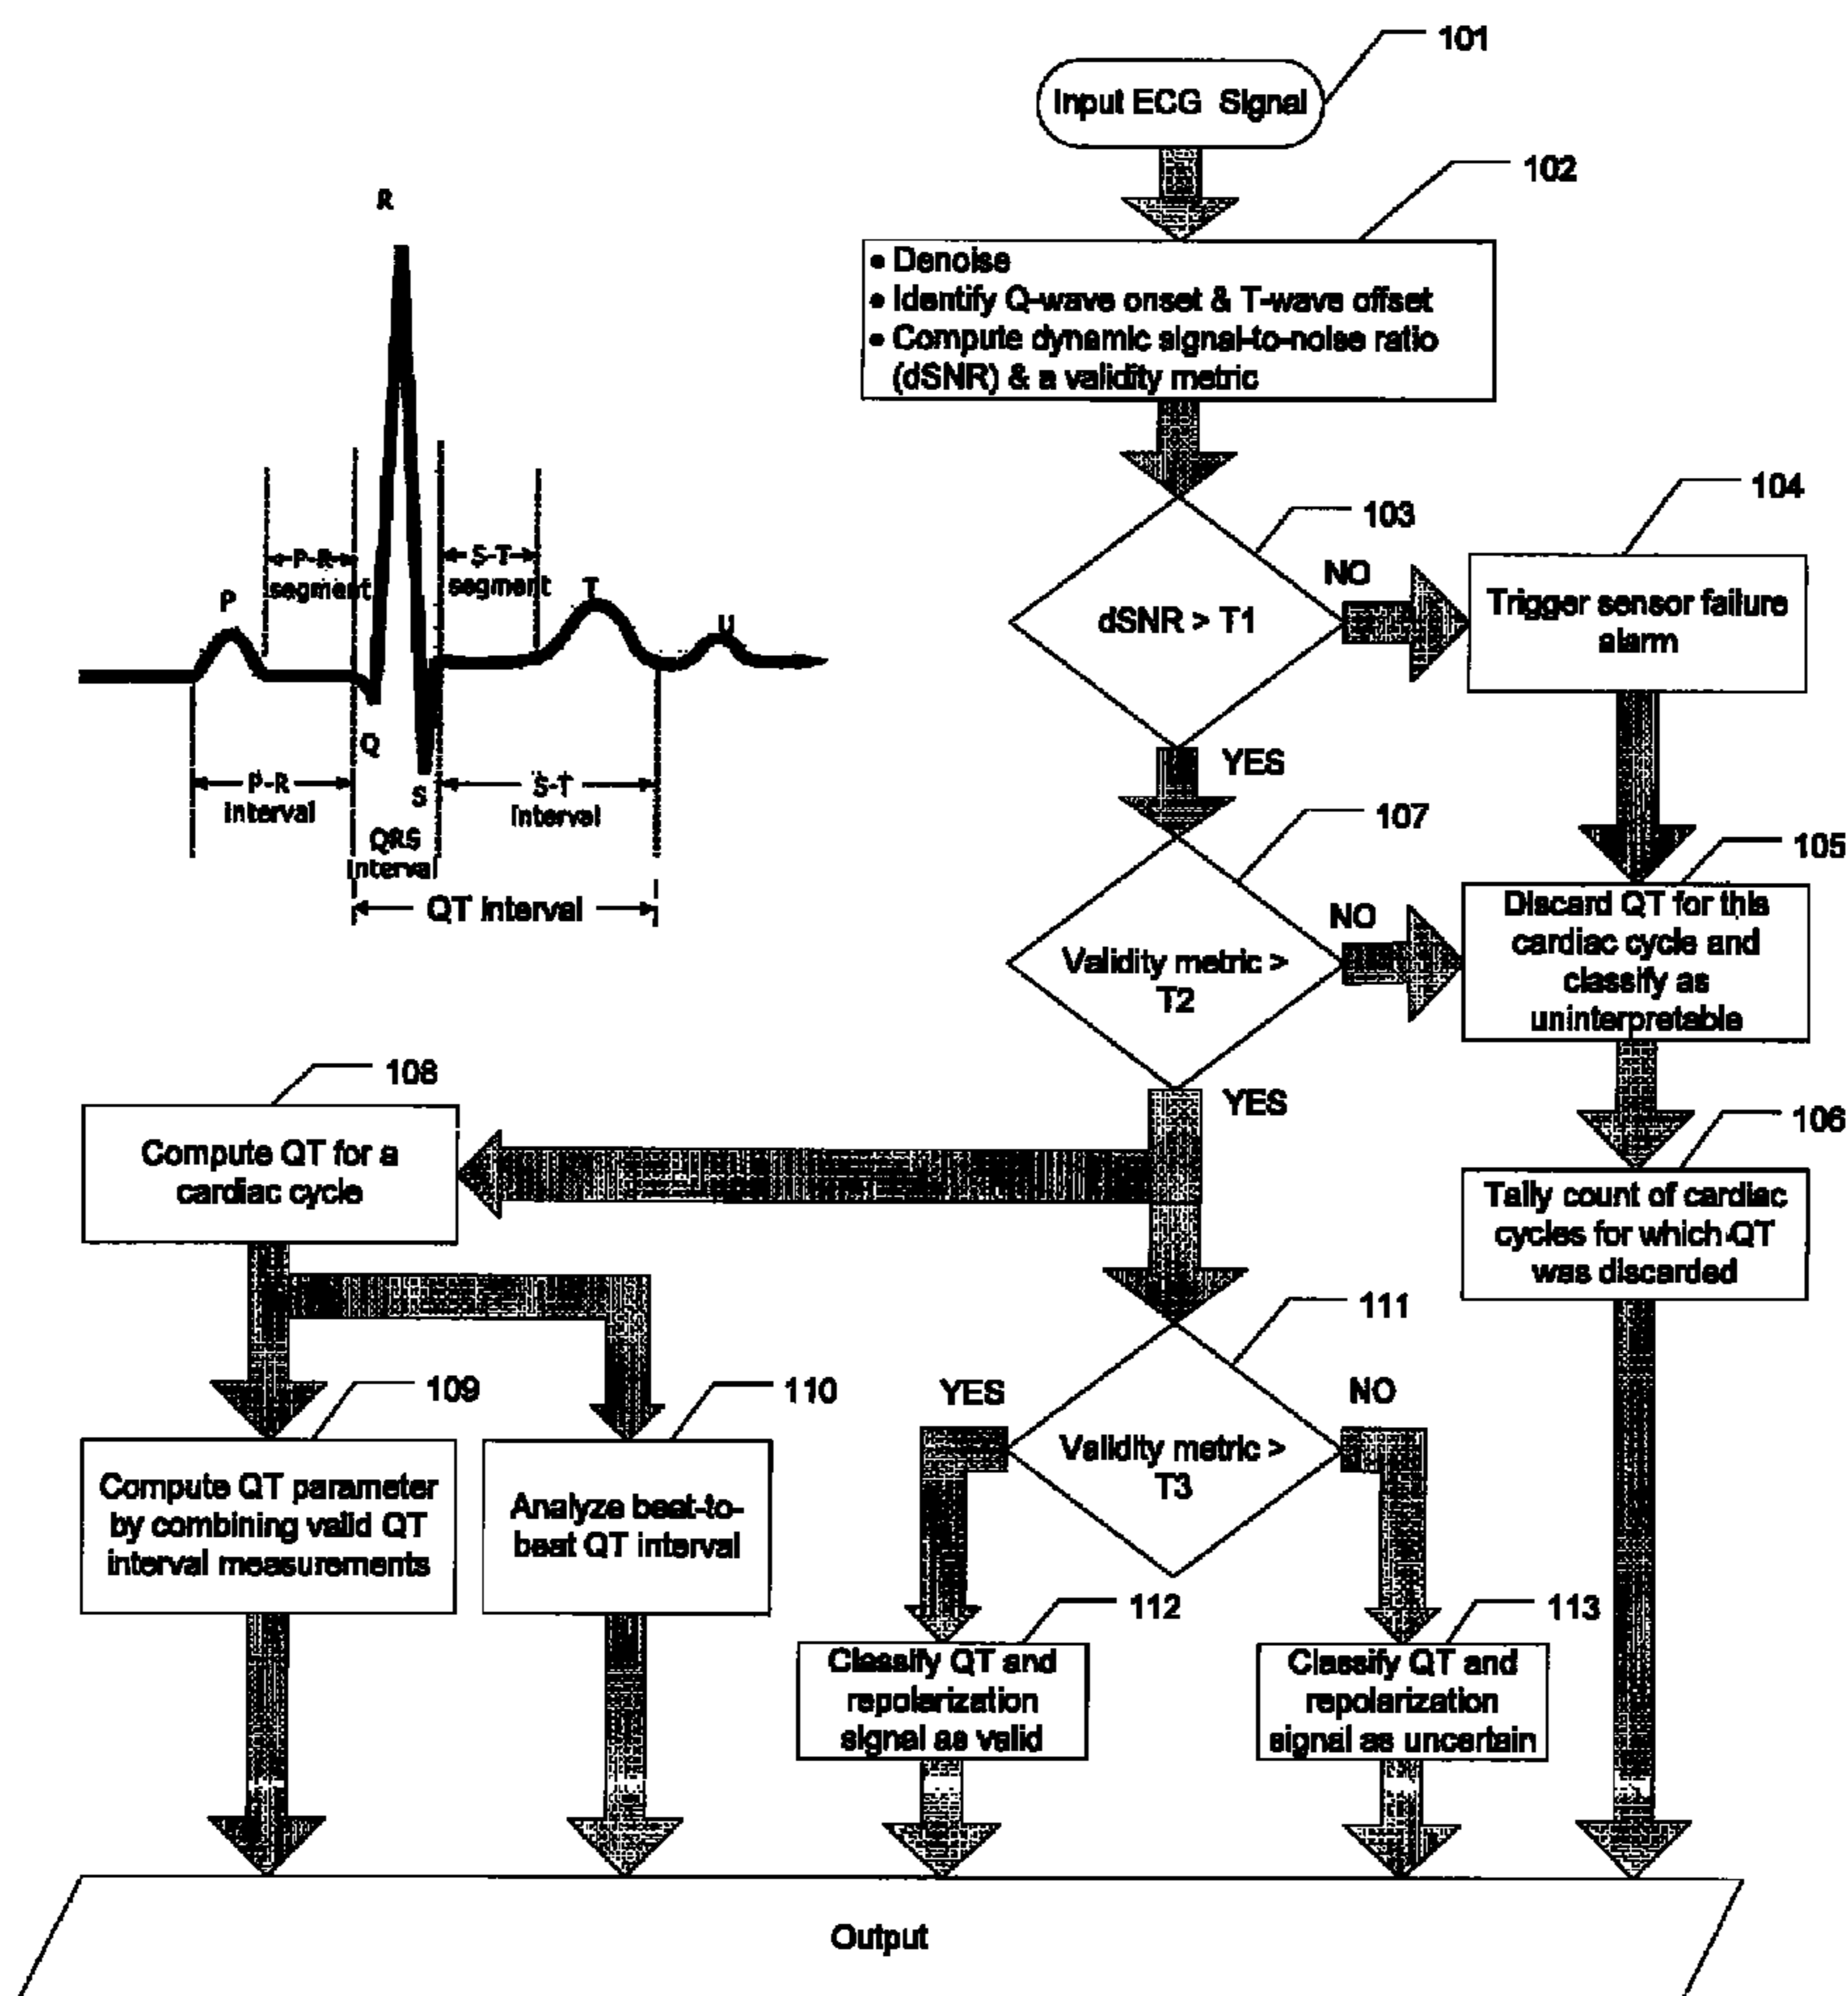 101
Input ECG Signal
102
• Denoise
• Identify Q-wave onset & T-wave offset
• Compute dynamic signal-to-noise ratio
(dSNR) & a validity metric
R
P-R
segment
S-T
segment
P
T
U
Q
S
P-R
interval
S-T
interval
QRS
interval
QT interval
103
dSNR > T1
NO
104
Trigger sensor failure
alarm
YES
107
Validity metric >
T2
NO
105
Discard QT for this
cardiac cycle and
classify as
uninterpretable
YES
106
Tally count of cardiac
cycles for which QT
was discarded
108
Compute QT for a
cardiac cycle
109
Compute QT parameter
by combining valid QT
interval measurements
110
Analyze beat-to-
beat QT interval
111
YES
NO
Validity metric >
T3
112
Classify QT and
repolarization
signal as valid
113
Classify QT and
repolarization
signal as uncertain
Output